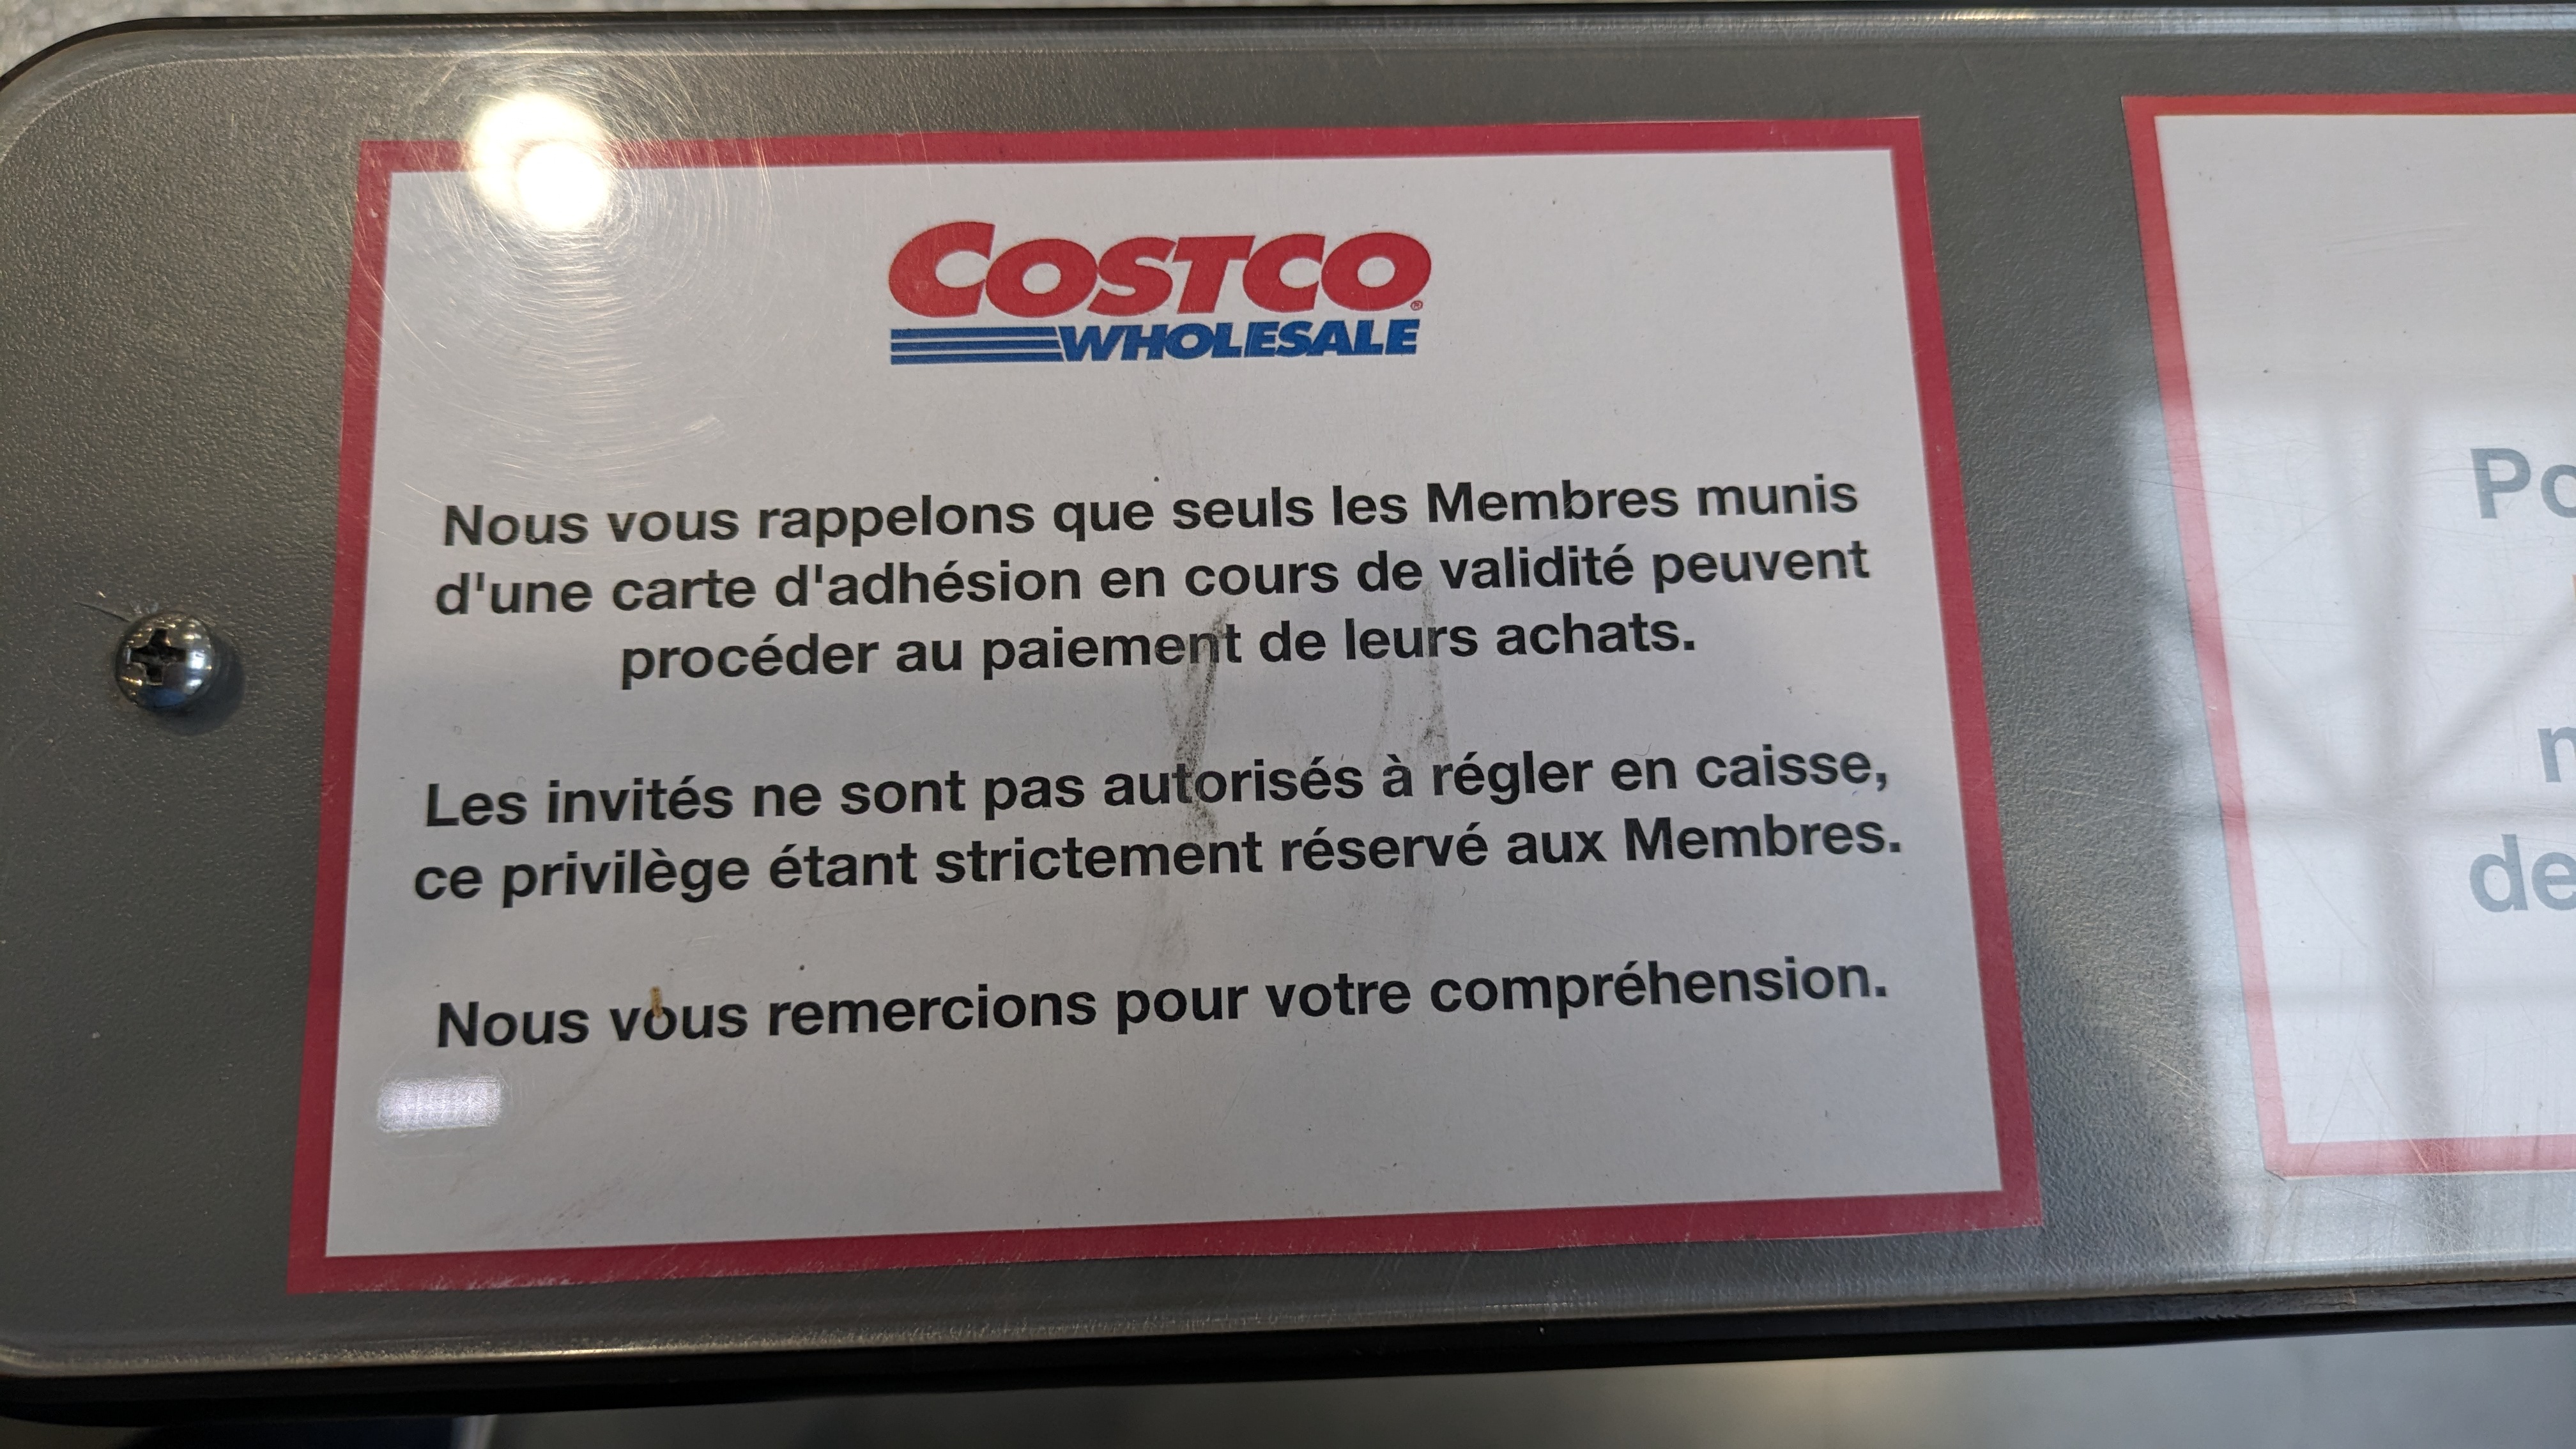 COSTCO
WHOLESALE
Nous vous rappelons que seuls les Membres munis
d'une carte d'adhésion en cours de validité peuvent
procéder au paiement de leurs achats.
Les invités ne sont pas autorisés à régler en caisse,
ce privilège étant strictement réservé aux Membres.
Nous vous remercions pour votre compréhension.